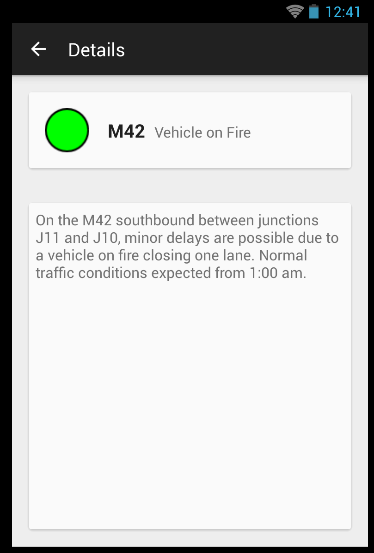 12:41
Details
M42 Vehicle on Fire
On the M42 southbound between junctions
J11 and J10, minor delays are possible due to
a vehicle on fire closing one lane. Normal
traffic conditions expected from 1:00 am.